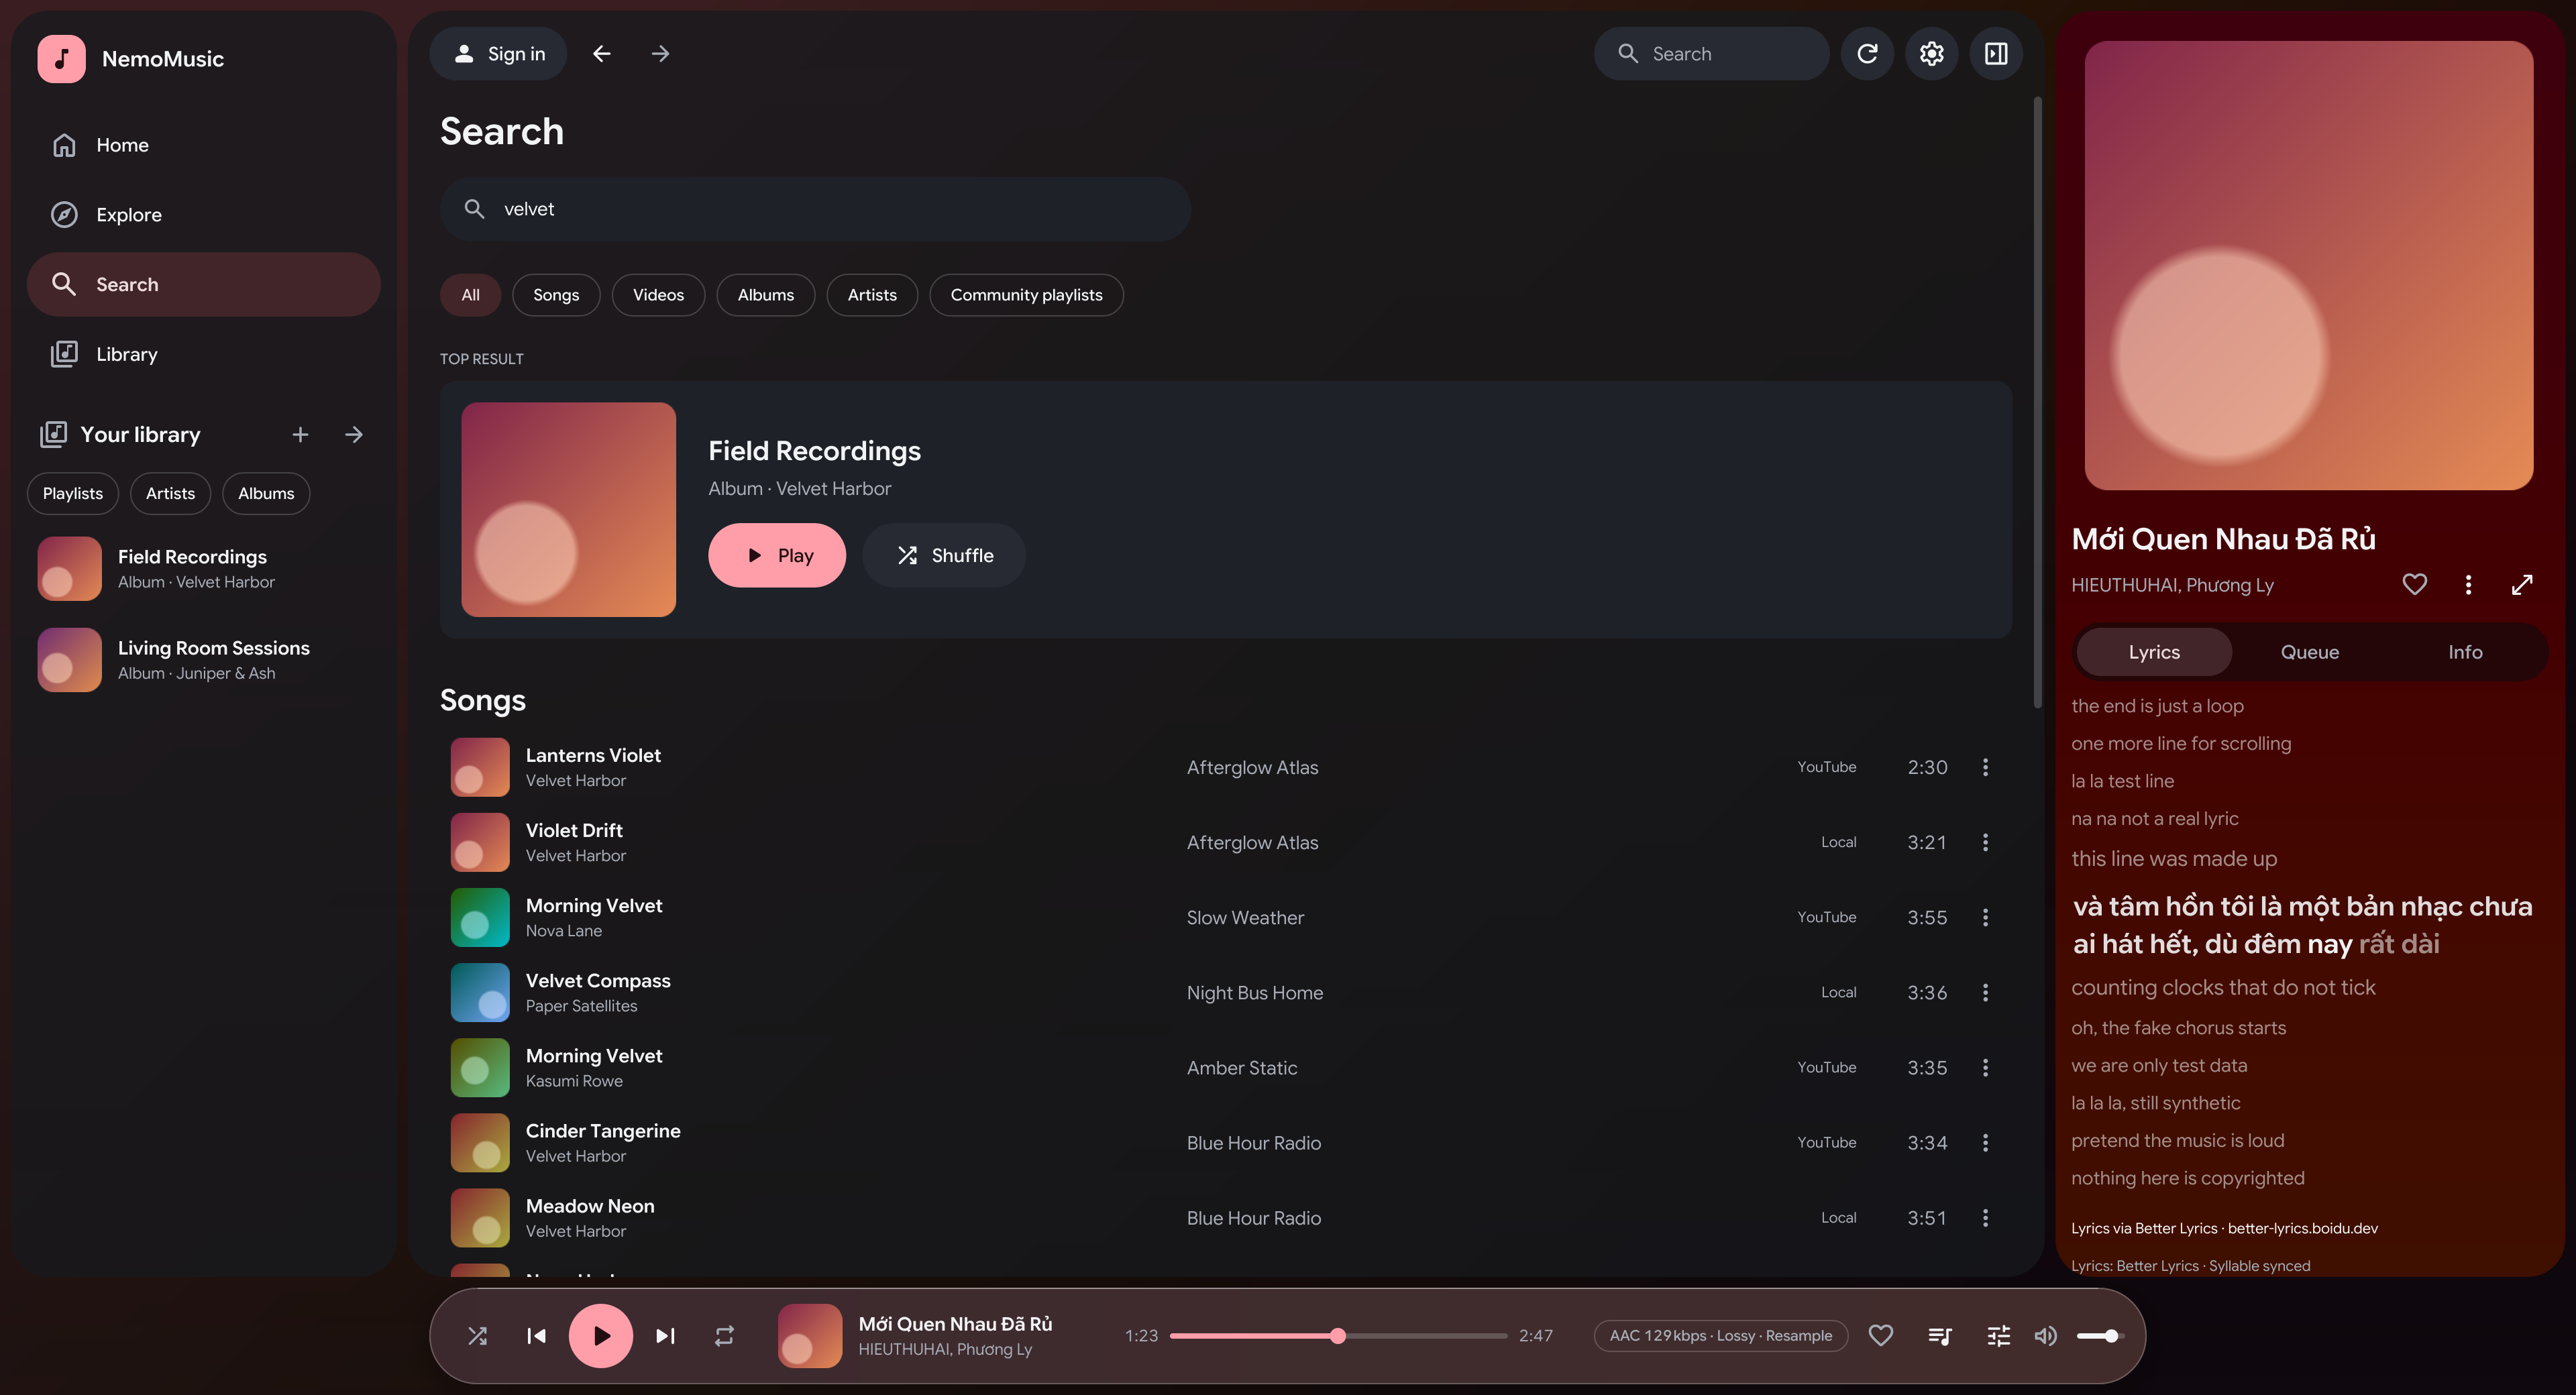 NemoMusic
Home
Explore
Search
Library
Your library
Playlists
Artists
Albums
Field Recordings
Album · Velvet Harbor
Living Room Sessions
Album · Juniper & Ash
Sign in
Search
Search
velvet
All
Songs
Videos
Albums
Artists
Community playlists
TOP RESULT
Field Recordings
Album · Velvet Harbor
Play
Shuffle
Songs
Lanterns Violet
Velvet Harbor
Afterglow Atlas
YouTube
2:30
Violet Drift
Velvet Harbor
Afterglow Atlas
Local
3:21
Morning Velvet
Nova Lane
Slow Weather
YouTube
3:55
Velvet Compass
Paper Satellites
Night Bus Home
Local
3:36
Morning Velvet
Kasumi Rowe
Amber Static
YouTube
3:35
Cinder Tangerine
Velvet Harbor
Blue Hour Radio
YouTube
3:34
Meadow Neon
Velvet Harbor
Blue Hour Radio
Local
3:51
Mới Quen Nhau Đã Rủ
HIEUTHUHAI, Phương Ly
Lyrics
Queue
Info
the end is just a loop
one more line for scrolling
la la test line
na na not a real lyric
this line was made up
và tâm hồn tôi là một bản nhạc chưa
ai hát hết, dù đêm nay rất dài
counting clocks that do not tick
oh, the fake chorus starts
we are only test data
la la la, still synthetic
pretend the music is loud
nothing here is copyrighted
Lyrics via Better Lyrics · better-lyrics.boidu.dev
Lyrics: Better Lyrics · Syllable synced
Mới Quen Nhau Đã Rủ
HIEUTHUHAI, Phương Ly
1:23
2:47
AAC 129 kbps · Lossy · Resample